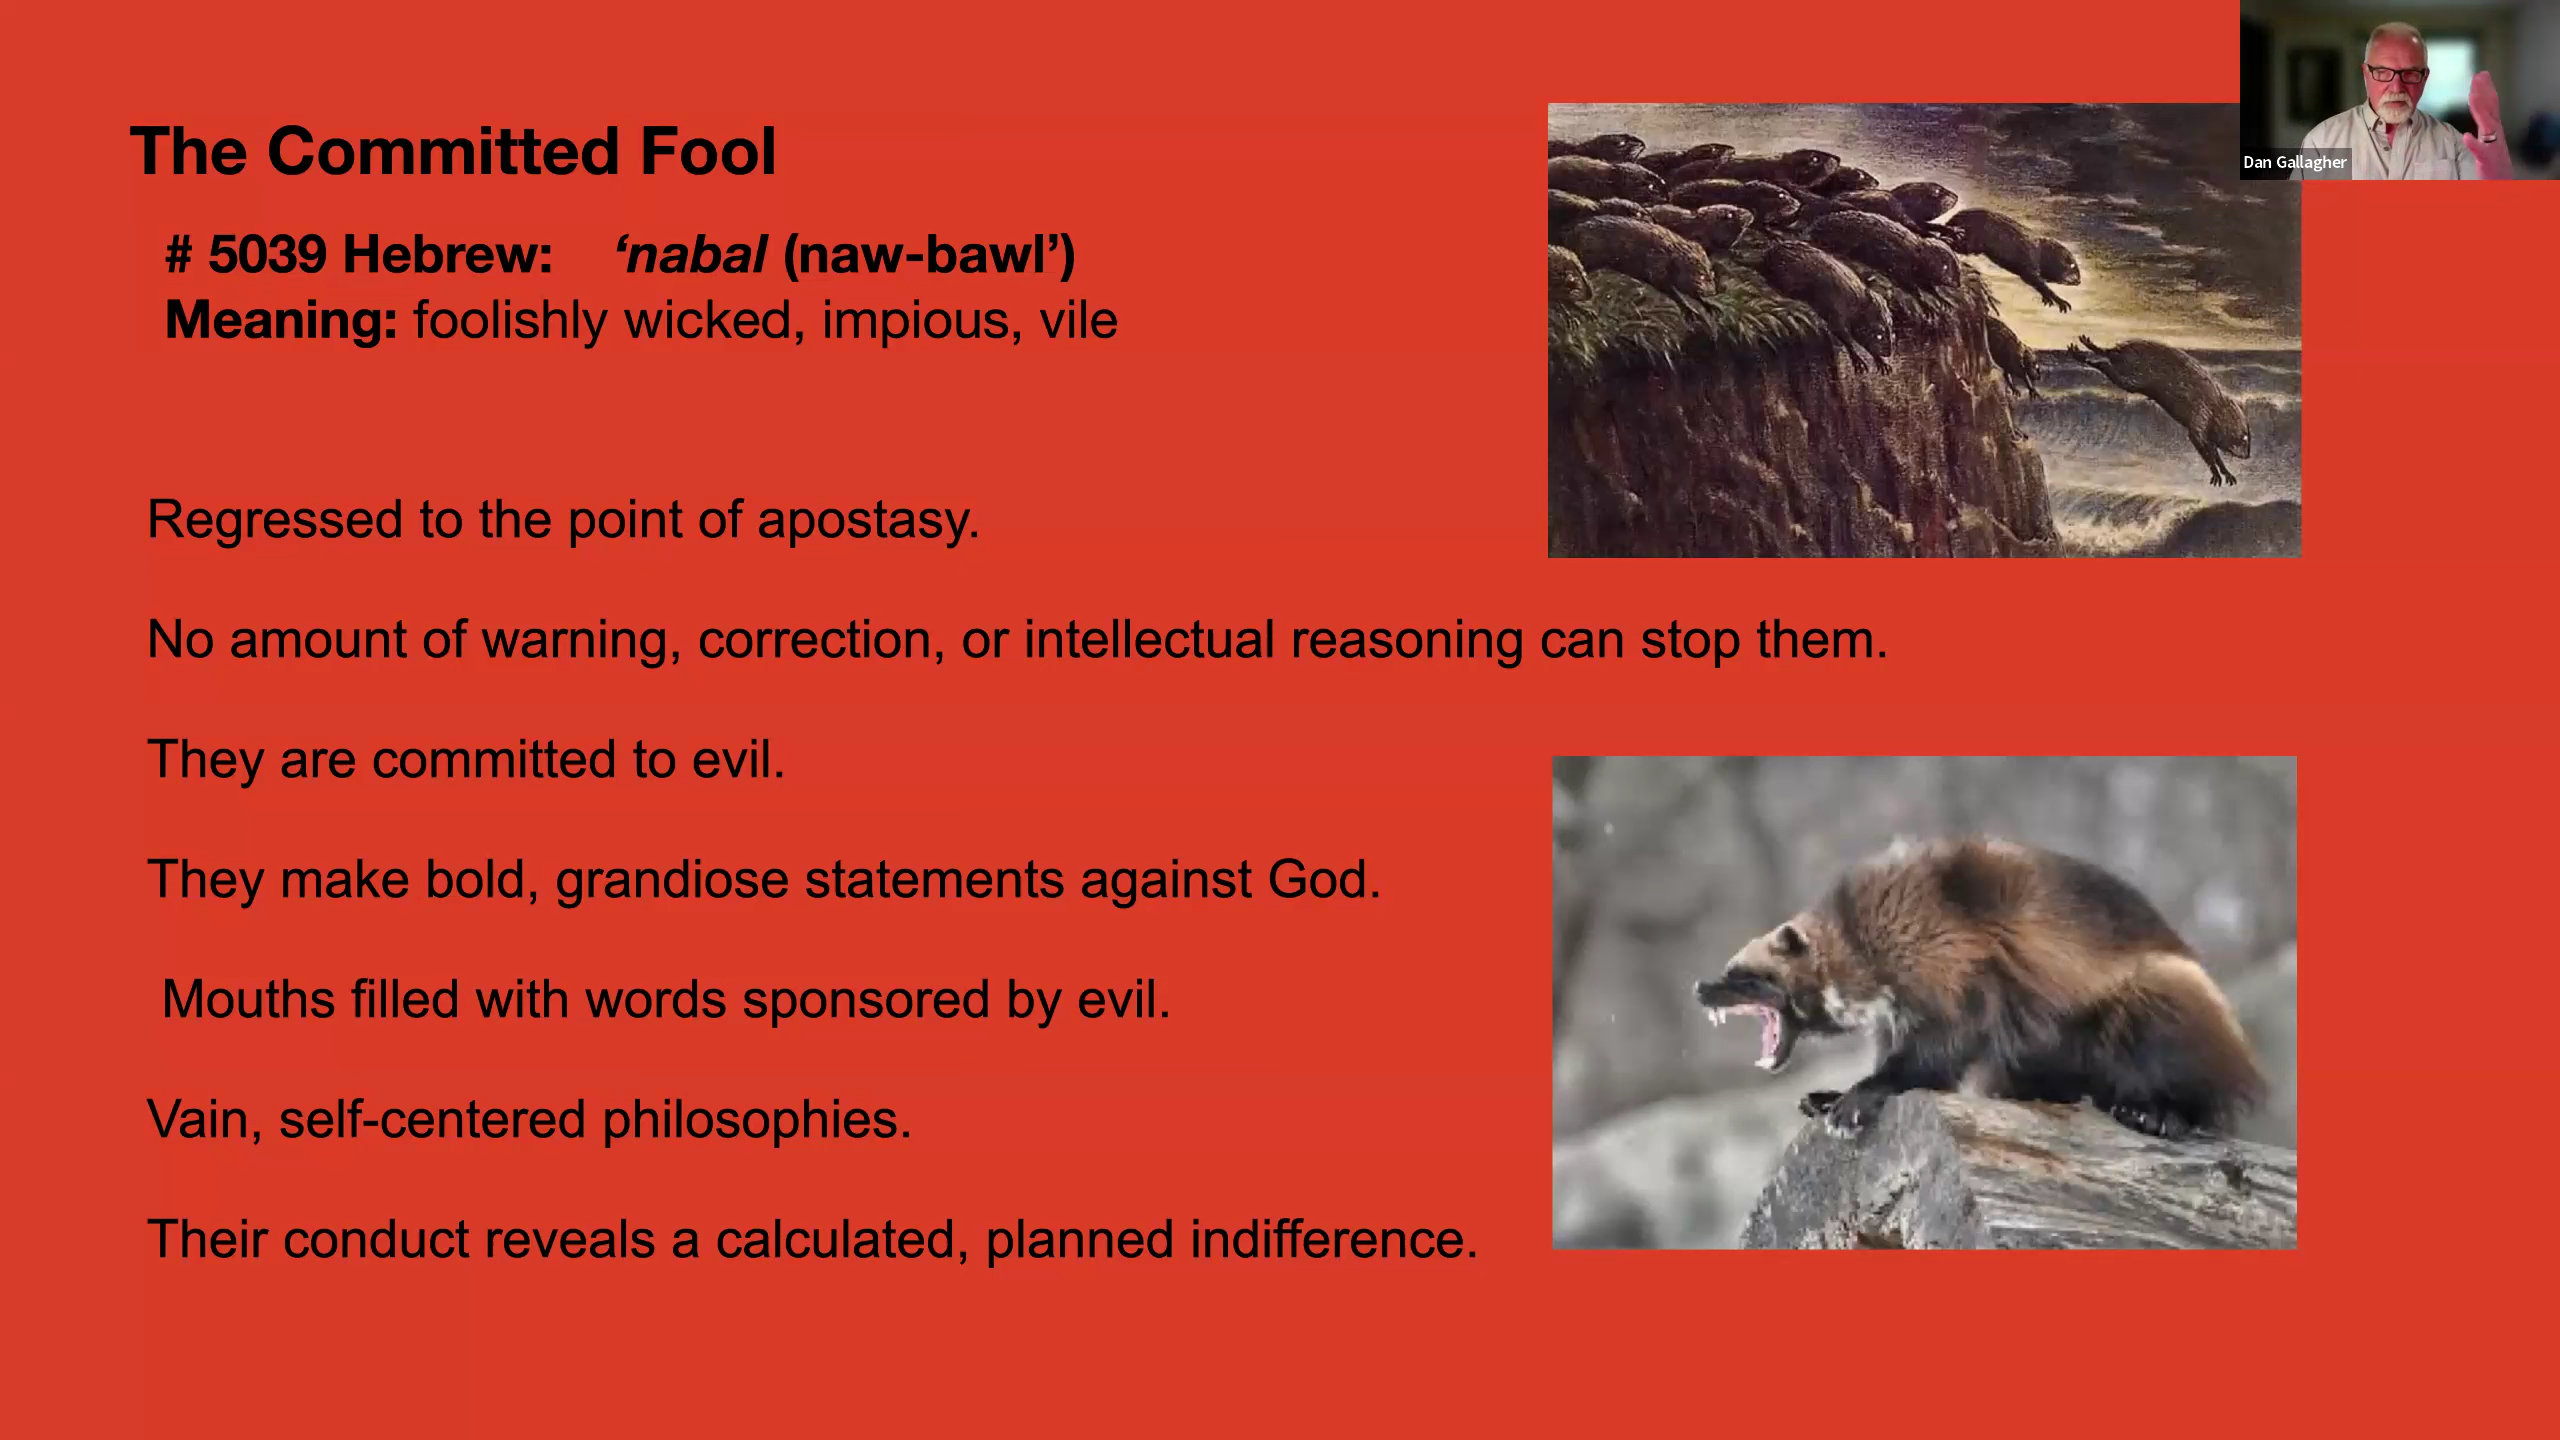 The Committed Fool
# 5039 Hebrew: ‘nabal (naw-bawl’)
Meaning: foolishly wicked, impious, vile
Regressed to the point of apostasy.
No amount of warning, correction, or intellectual reasoning can stop them.
They are committed to evil.
They make bold, grandiose statements against God.
Mouths filled with words sponsored by evil.
Vain, self-centered philosophies.
Their conduct reveals a calculated, planned indifference.
Dan Gallagher